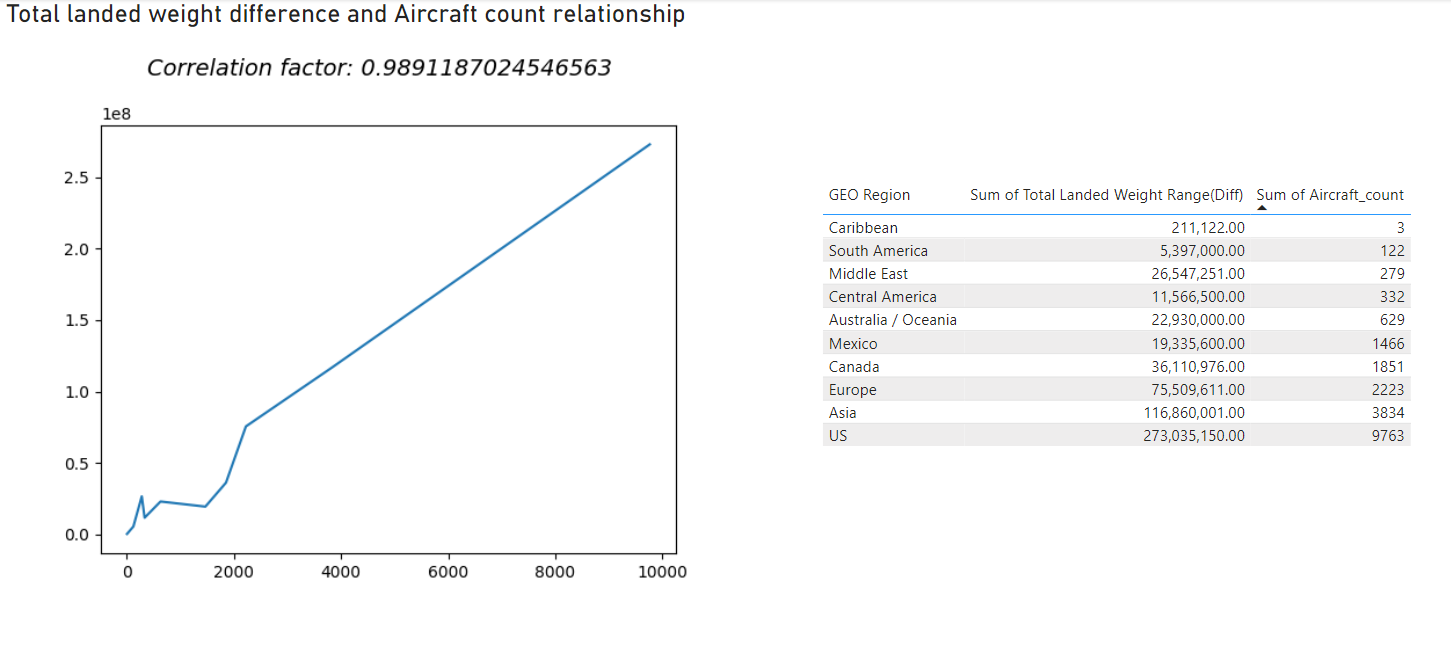 Total landed weight difference and Aircraft count relationship
Correlation factor: 0.9891187024546563
1e8
2.5
2.0
1.5
1.0
0.5
0.0
0 2000 4000 6000 8000 10000
GEO Region Sum of Total Landed Weight Range(Diff) Sum of Aircraft_count
Caribbean 211,122.00 3
South America 5,397,000.00 122
Middle East 26,547,251.00 279
Central America 11,566,500.00 332
Australia / Oceania 22,930,000.00 629
Mexico 19,335,600.00 1466
Canada 36,110,976.00 1851
Europe 75,509,611.00 2223
Asia 116,860,001.00 3834
US 273,035,150.00 9763